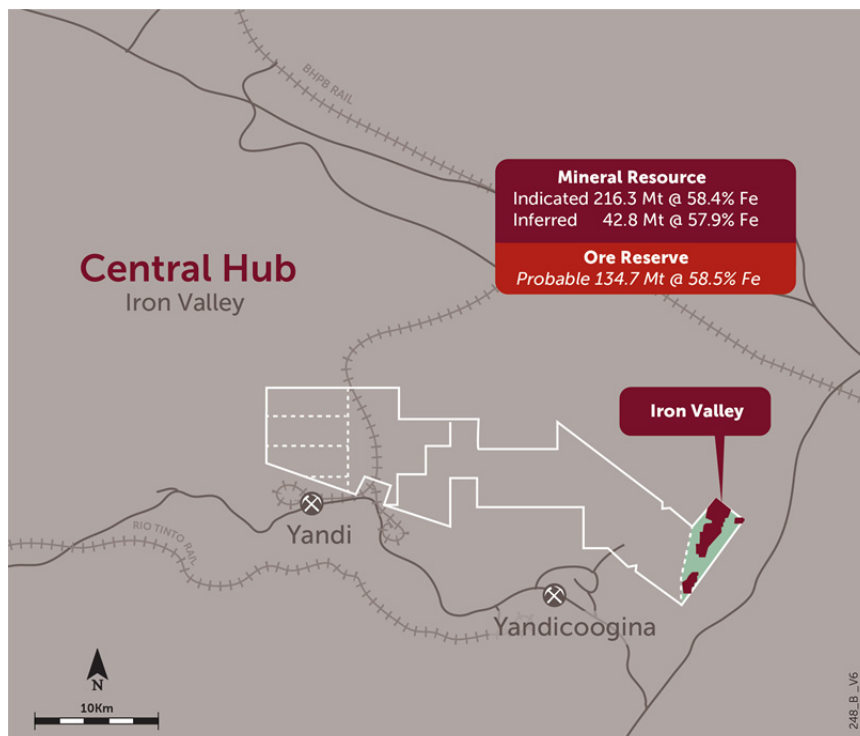 BHPB RAIL
Mineral Resource
Indicated 216.3 Mt @ 58.4% Fe
Inferred 42.8 Mt @ 57.9% Fe
Ore Reserve
Probable 134.7 Mt @ 58.5% Fe
Central Hub
Iron Valley
Iron Valley
Yandi
RIO TINTO RAIL
Yandicoogina
N
10Km
248_B_V6